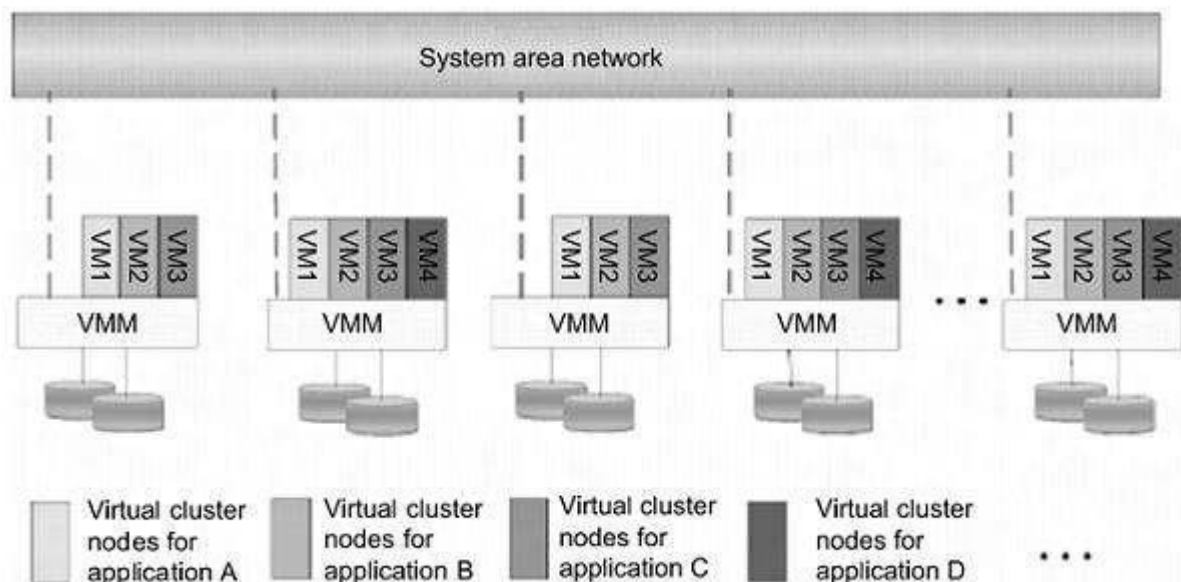 System area network
VM1 VM2 VM3
VM1 VM2 VM3 VM4
VM1 VM2 VM3
VM1 VM2 VM3 VM4
VM1 VM2 VM3 VM4
VMM
VMM
VMM
VMM
VMM
Virtual cluster
nodes for
application A
Virtual cluster
nodes for
application B
Virtual cluster
nodes for
application C
Virtual cluster
nodes for
application D